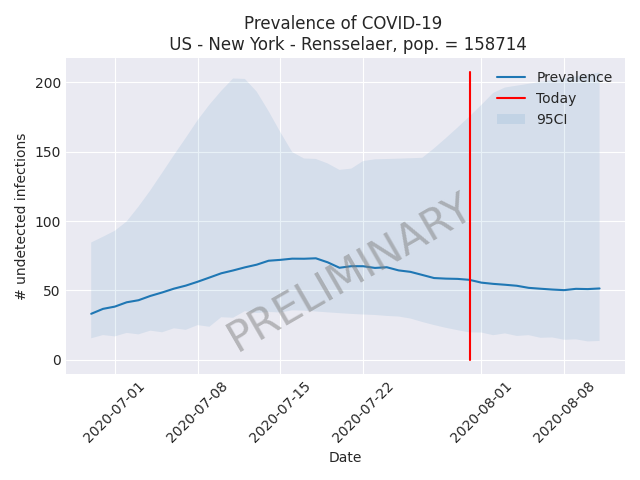 Prevalence of COVID-19
US - New York - Rensselaer, pop. = 158714
Prevalence
Today
95CI
200
150
100
50
0
# undetected infections
PRELIMINARY
2020-07-01
2020-07-08
2020-07-15
2020-07-22
2020-08-01
2020-08-08
Date